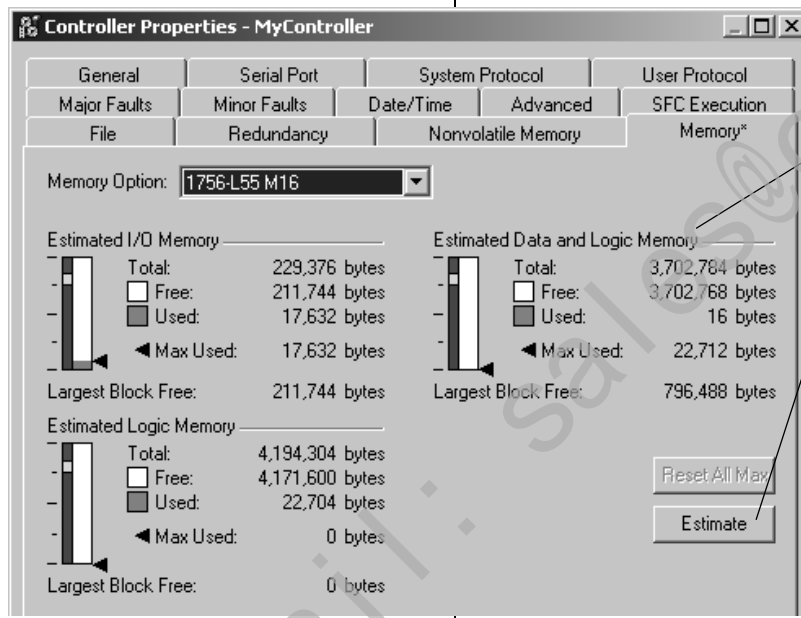 Controller Properties - MyController
General Serial Port System Protocol User Protocol
Major Faults Minor Faults Date/Time Advanced SFC Execution
File Redundancy Nonvolatile Memory Memory*
Memory Option: 1756-L55 M16
Estimated I/O Memory
Total: 229,376 bytes
Free: 211,744 bytes
Used: 17,632 bytes
Max Used: 17,632 bytes
Largest Block Free: 211,744 bytes
Estimated Data and Logic Memory
Total: 3,702,784 bytes
Free: 3,702,768 bytes
Used: 16 bytes
Max Used: 22,712 bytes
Largest Block Free: 796,488 bytes
Estimated Logic Memory
Total: 4,194,304 bytes
Free: 4,171,600 bytes
Used: 22,704 bytes
Max Used: 0 bytes
Largest Block Free: 0 bytes
Reset All Max
Estimate
il: sales@